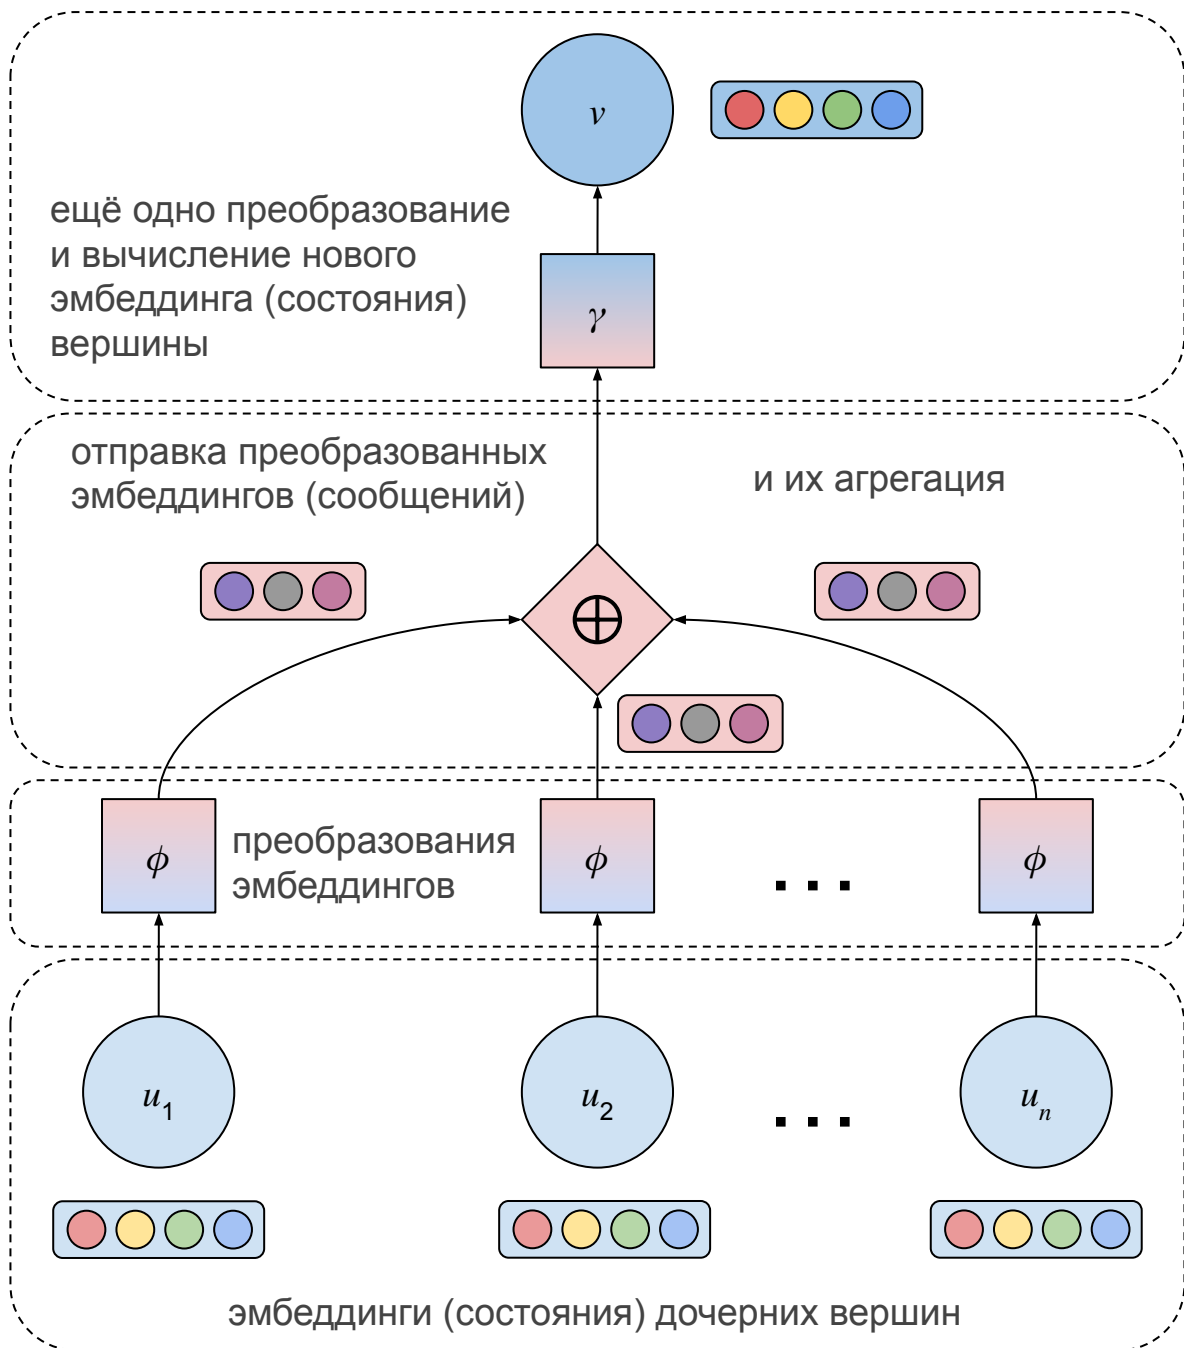 v
ещё одно преобразование
и вычисление нового
эмбеддинга (состояния)
вершины
γ
отправка преобразованных
эмбеддингов (сообщений)
и их агрегация
⊕
ϕ
преобразования
эмбеддингов
ϕ
. . .
ϕ
u₁
u₂
. . .
uₙ
эмбеддинги (состояния) дочерних вершин